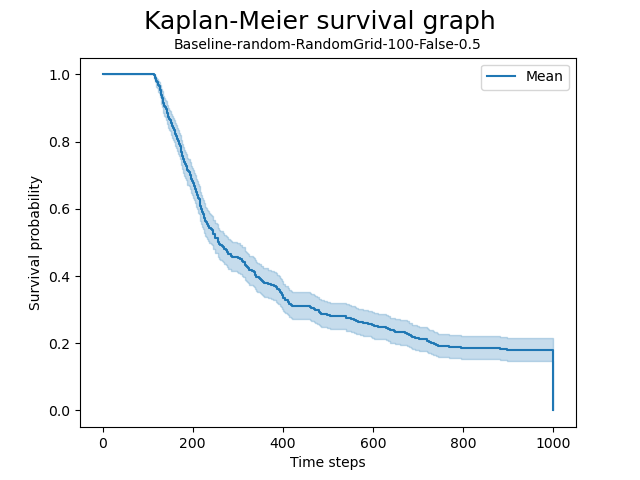 Kaplan-Meier survival graph
Baseline-random-RandomGrid-100-False-0.5
Mean
1.0
0.8
0.6
0.4
0.2
0.0
Survival probability
0 200 400 600 800 1000
Time steps